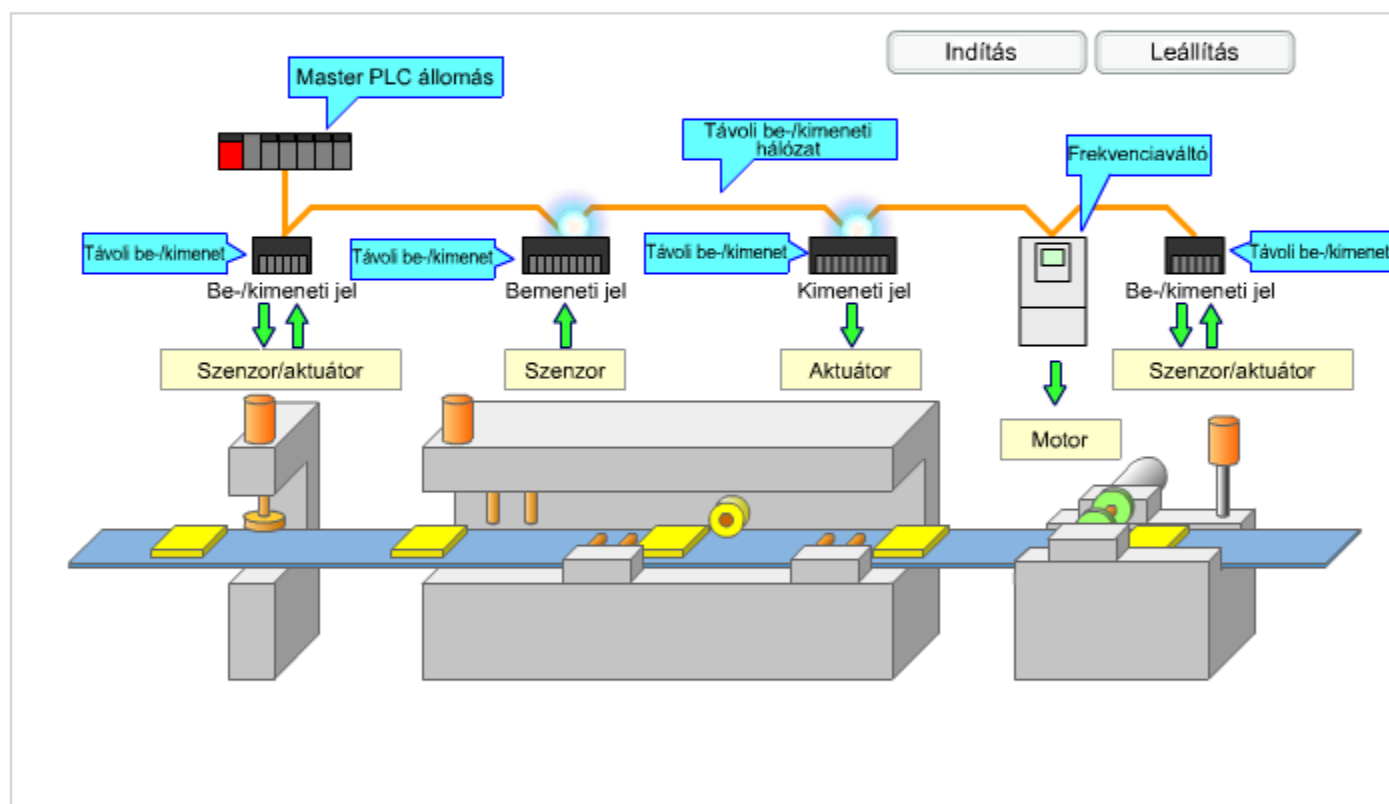 Indítás
Leállítás
Master PLC állomás
Távoli be-/kimeneti
hálózat
Frekvenciaváltó
Távoli be-/kimenet
Távoli be-/kimenet
Távoli be-/kimenet
Távoli be-/kimenet
Be-/kimeneti jel
Bemeneti jel
Kimeneti jel
Be-/kimeneti jel
Szenzor/aktuátor
Szenzor
Aktuátor
Szenzor/aktuátor
Motor